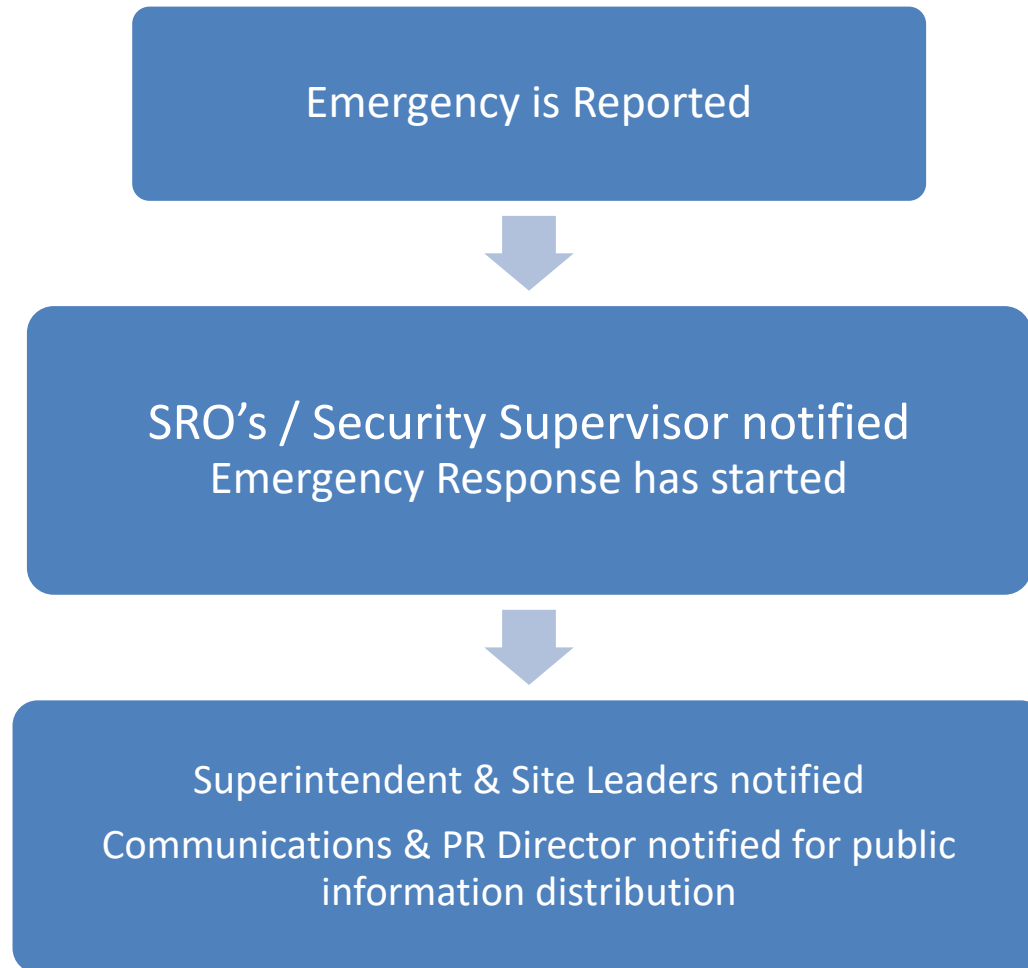 Emergency is Reported
SRO’s / Security Supervisor notified
Emergency Response has started
Superintendent & Site Leaders notified
Communications & PR Director notified for public
information distribution